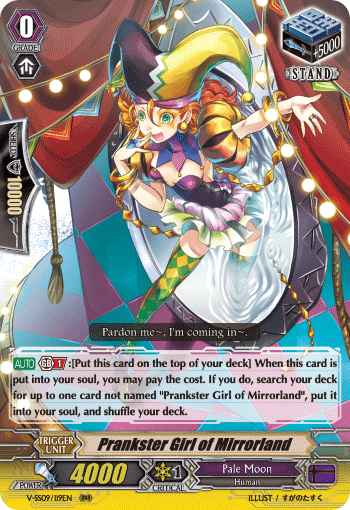 0
GRADE
+5000
STAND
SHIELD
10000
Pardon me~, I'm coming in~.
AUTO SB 1 :[Put this card on the top of your deck] When this card is
put into your soul, you may pay the cost. If you do, search your deck
for up to one card not named "Prankster Girl of Mirrorland", put it
into your soul, and shuffle your deck.
TRIGGER
UNIT
Prankster Girl of Mirrorland
POWER
4000
1
CRITICAL
Pale Moon
Human
V-SS09/119EN RRR
ILLUST / すがのたすく